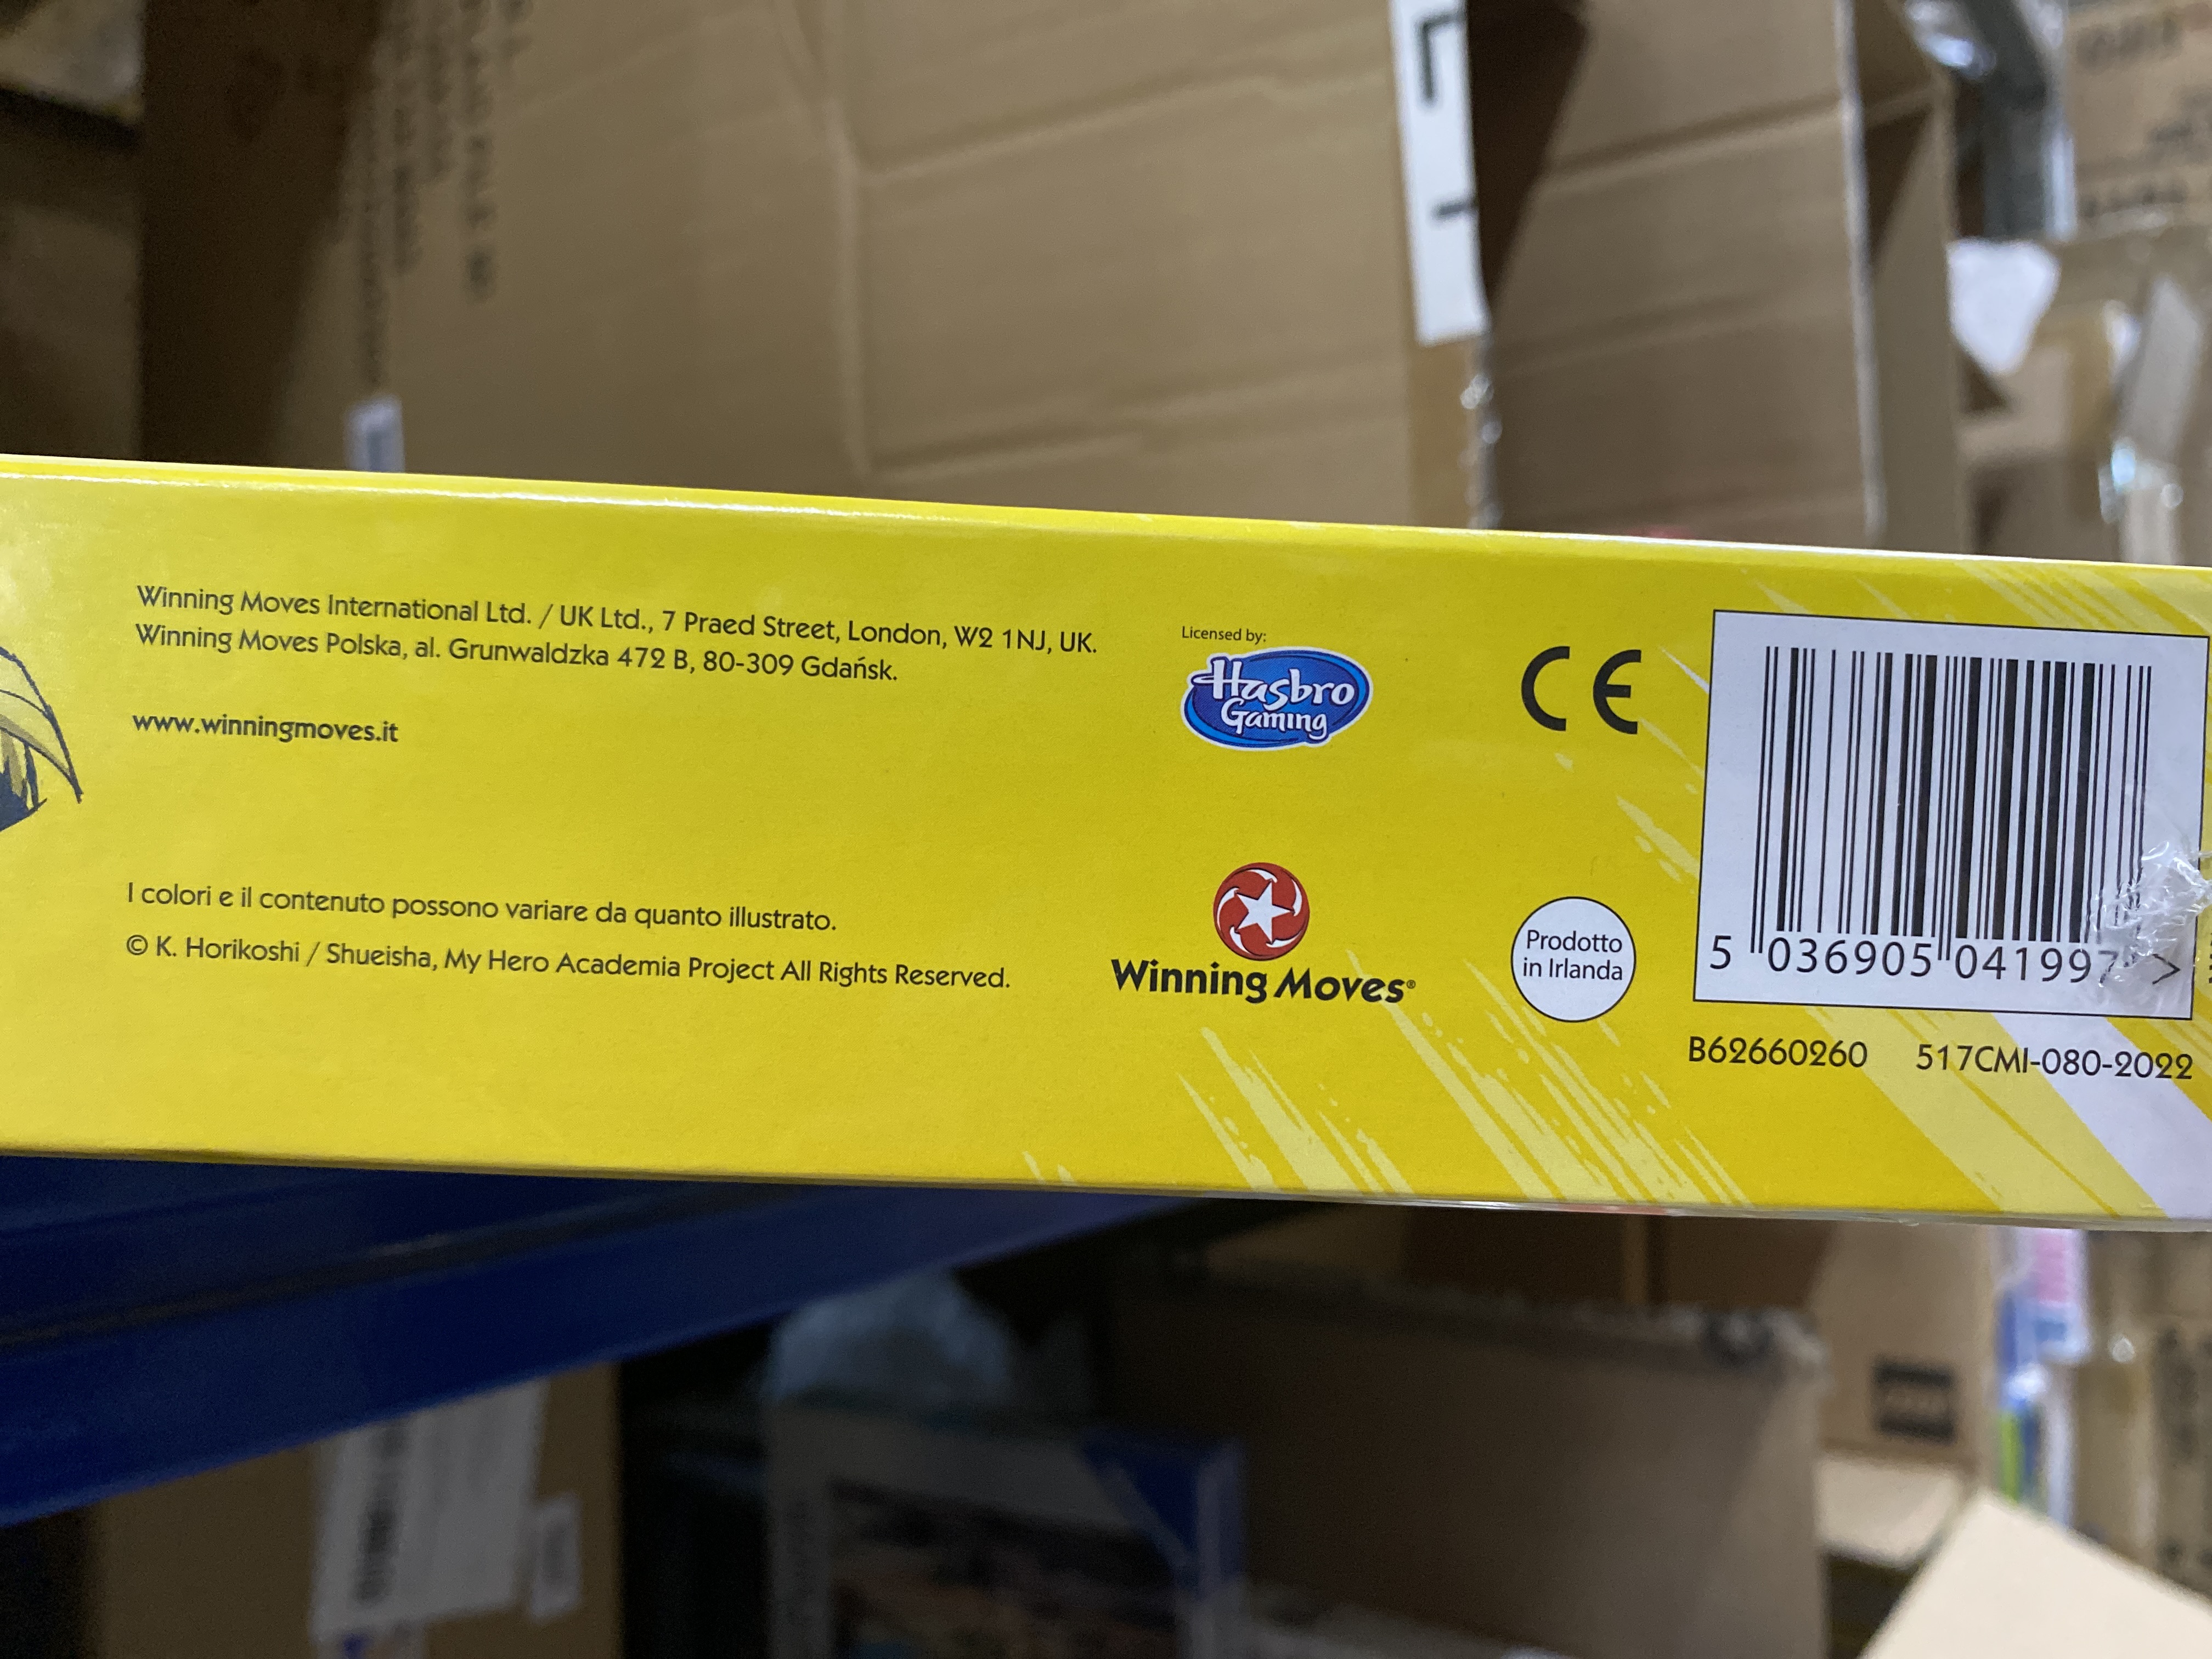 Winning Moves International Ltd. / UK Ltd., 7 Praed Street, London, W2 1NJ, UK.
Winning Moves Polska, al. Grunwaldzka 472 B, 80-309 Gdańsk.
www.winningmoves.it
I colori e il contenuto possono variare da quanto illustrato.
© K. Horikoshi / Shueisha, My Hero Academia Project All Rights Reserved.
Licensed by:
Hasbro
Gaming
Winning Moves®
CE
Prodotto
in Irlanda
5 036905 041997 >
B62660260 517CMI-080-2022